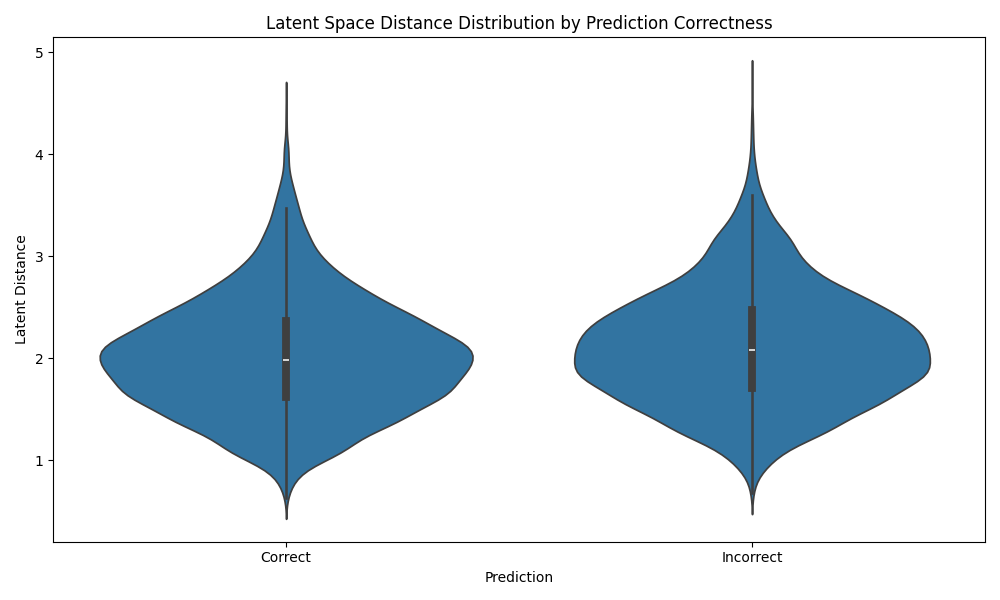 Latent Space Distance Distribution by Prediction Correctness
5
4
3
2
1
Latent Distance
Correct
Incorrect
Prediction